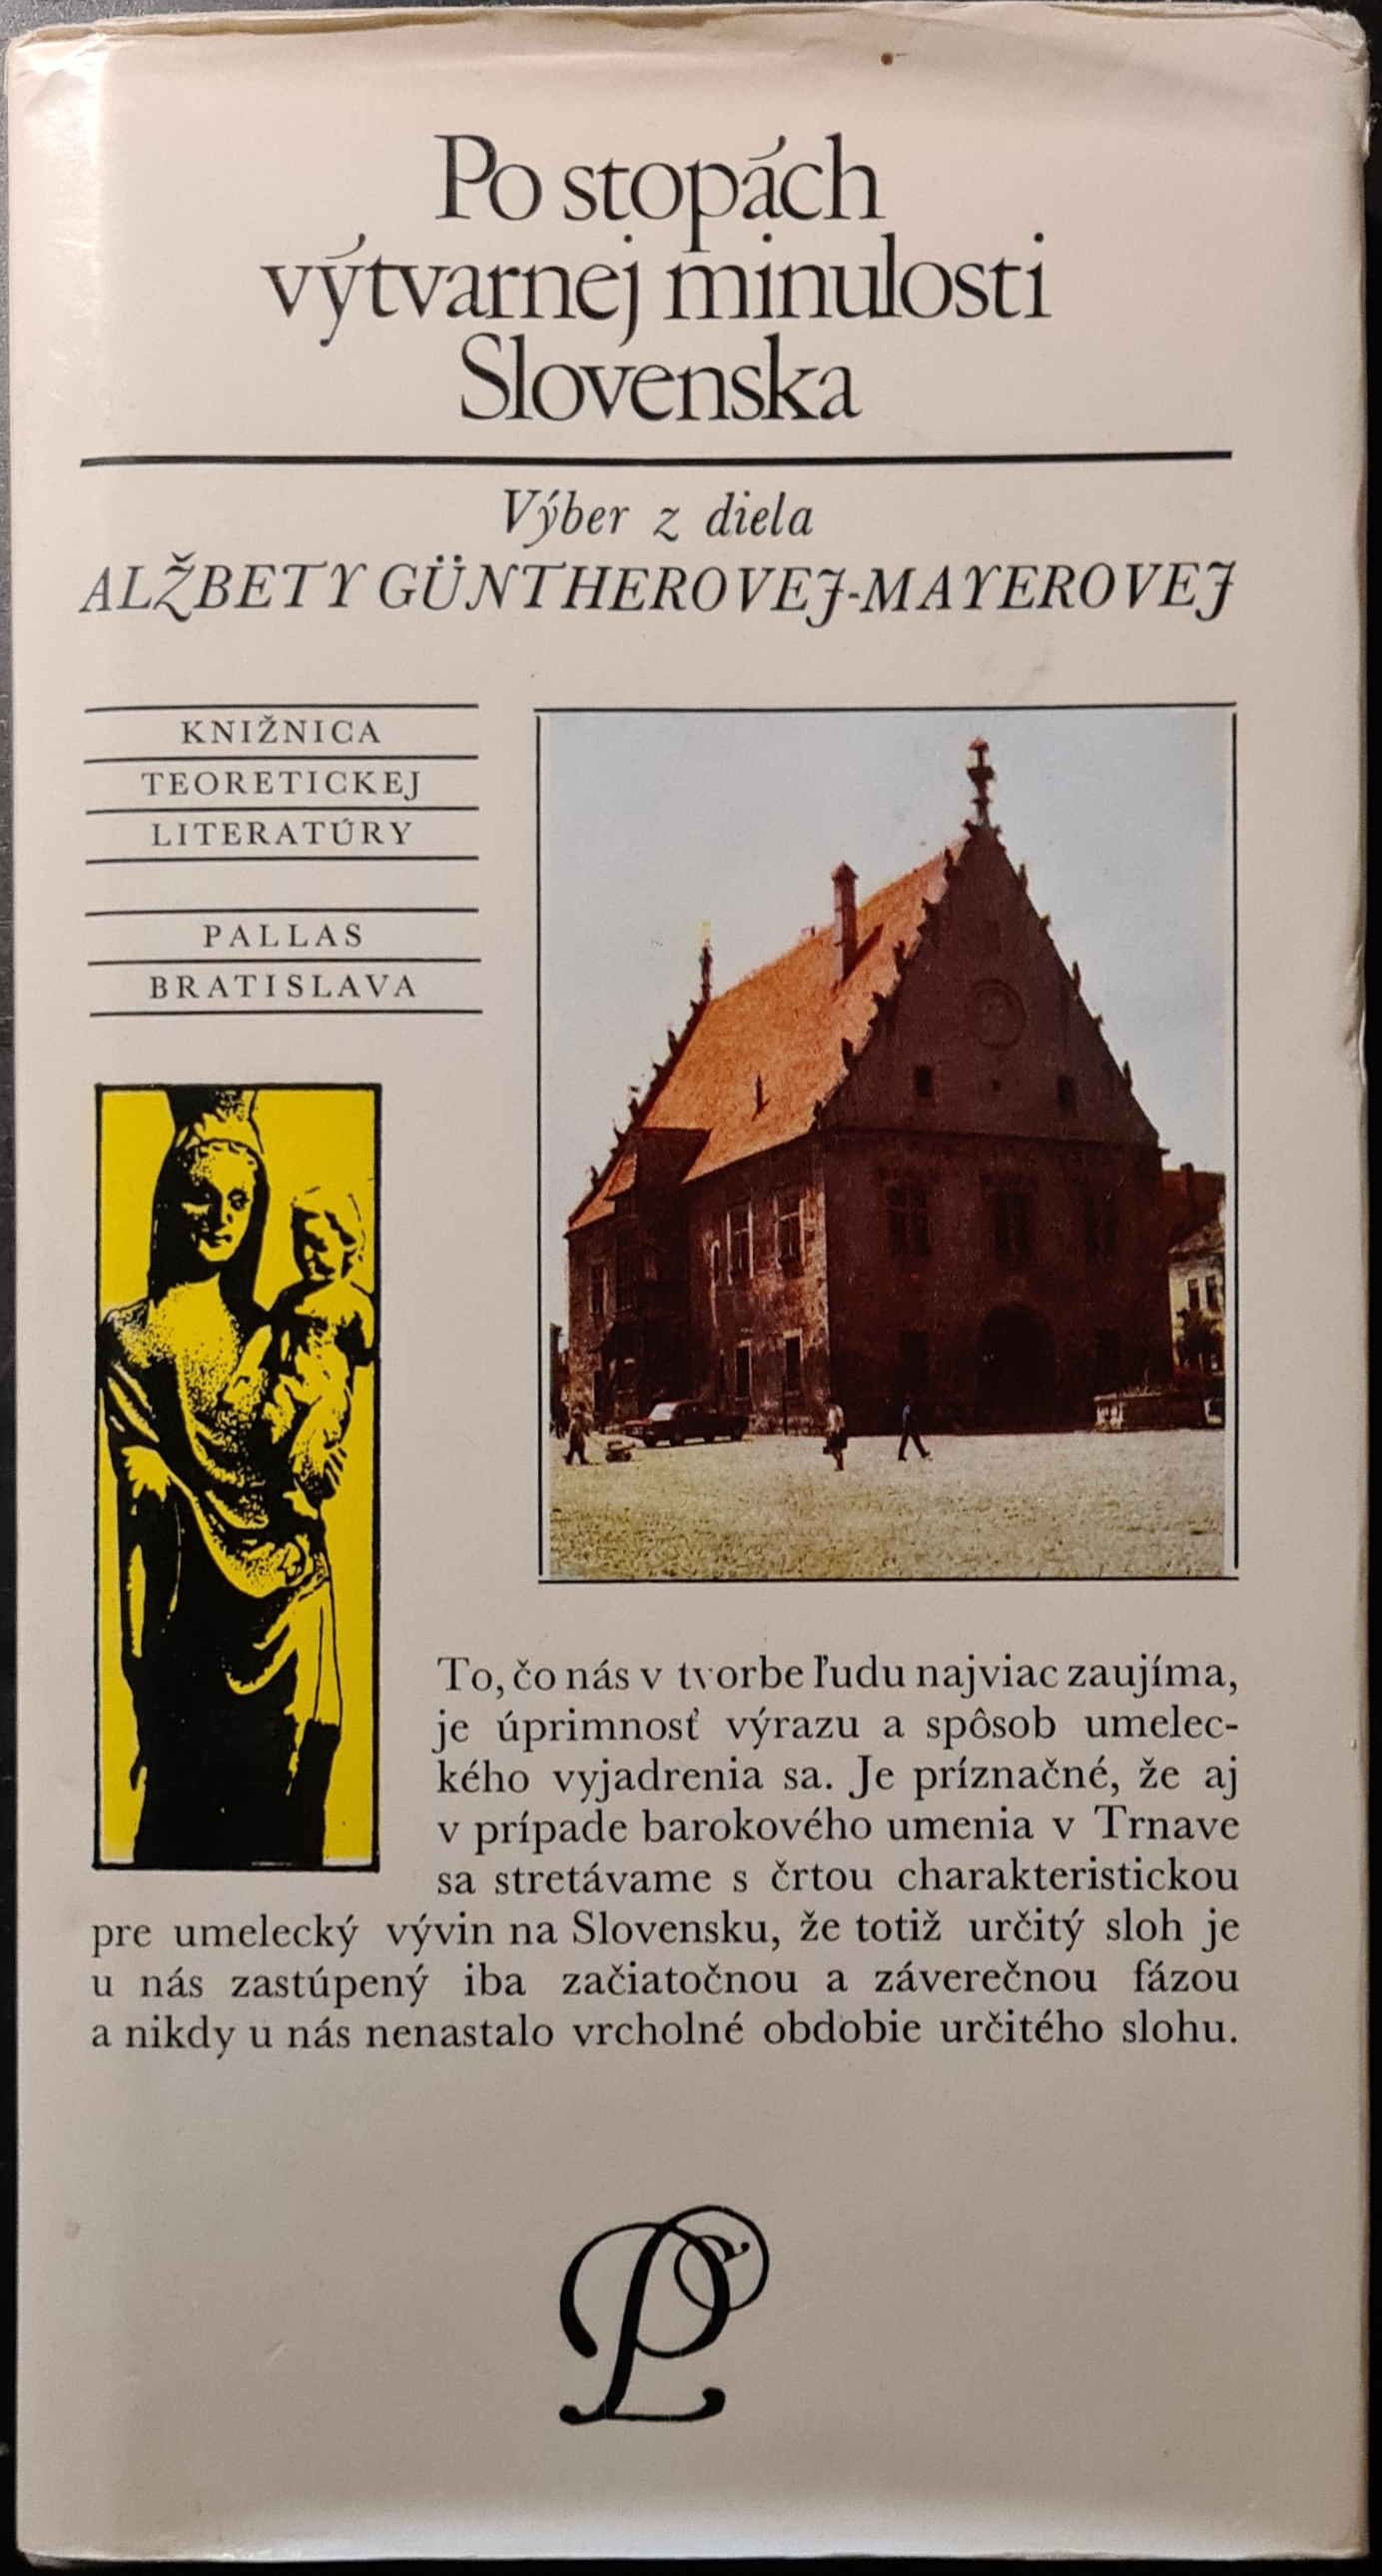 Po stopách
výtvarnej minulosti
Slovenska
Výber z diela
ALŽBETY GÜNTHEROVEJ-MAYEROVEJ
KNIŽNICA
TEORETICKEJ
LITERATÚRY
PALLAS
BRATISLAVA
To, čo nás v tvorbe ľudu najviac zaujíma,
je úprimnosť výrazu a spôsob umelec-
kého vyjadrenia sa. Je príznačné, že aj
v prípade barokového umenia v Trnave
sa stretávame s črtou charakteristickou
pre umelecký vývin na Slovensku, že totiž určitý sloh je
u nás zastúpený iba začiatočnou a záverečnou fázou
a nikdy u nás nenastalo vrcholné obdobie určitého slohu.